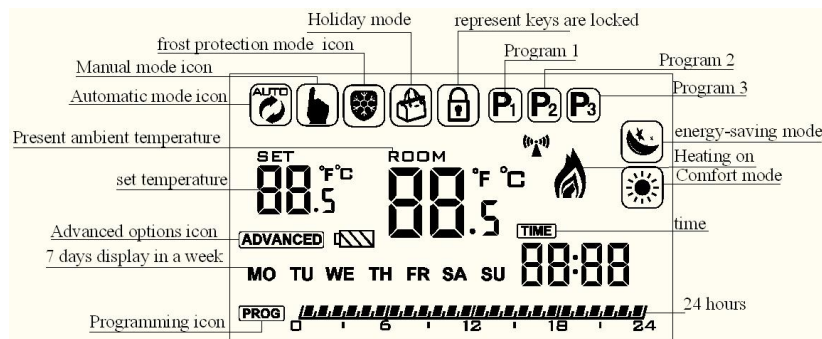 Holiday mode
represent keys are locked
frost protection mode icon
Program 1
Manual mode icon
Program 2
Automatic mode icon
Program 3
AUTO
P1 P2 P3
Present ambient temperature
energy-saving mode
SET
ROOM
Heating on
set temperature
88.5 °F °C
88.5 °F °C
Comfort mode
Advanced options icon
ADVANCED
TIME
time
7 days display in a week
MO TU WE TH FR SA SU
88:88
Programming icon
PROG
0 6 12 18 24
24 hours